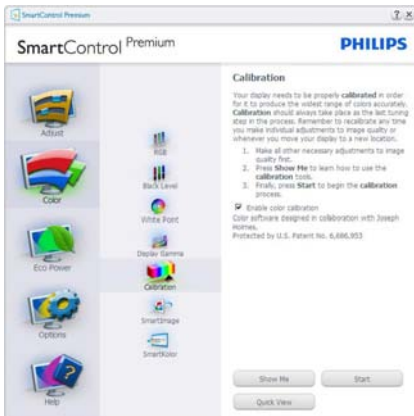 SmartControl Premium
SmartControl Premium
PHILIPS
Adjust
Color
Eco Power
Options
Help
RGB
Black Level
White Point
Display Gamma
Calibration
SmartImage
SmartKolor
Calibration
Your display needs to be properly calibrated in order
for it to produce the widest range of colors accurately.
Calibration should always take place as the last tuning
step in the process. Remember to recalibrate any time
you make individual adjustments to image quality or
whenever you move your display to a new location.
1. Make all other necessary adjustments to image
quality first.
2. Press Show Me to learn how to use the
calibration tools.
3. Finally, press Start to begin the calibration
process.
Enable color calibration
Color software designed in collaboration with Joseph
Holmes.
Protected by U.S. Patent No. 6,686,953
Show Me
Start
Quick View